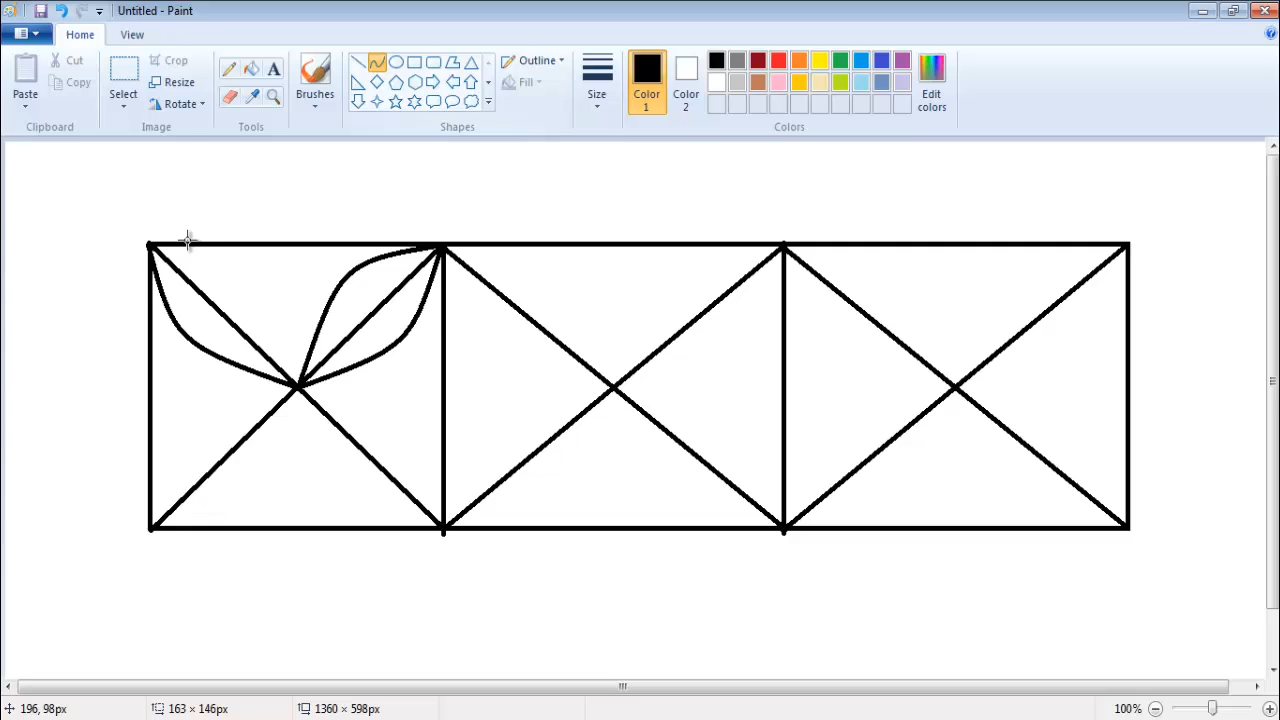 Untitled - Paint
Home View
Paste
Cut
Copy
Clipboard
Select
Crop
Resize
Rotate
Image
A
Tools
Brushes
Outline
Fill
Shapes
Size
Color 1
Color 2
Edit colors
Colors
196, 98px 163 × 146px 1360 × 598px 100%